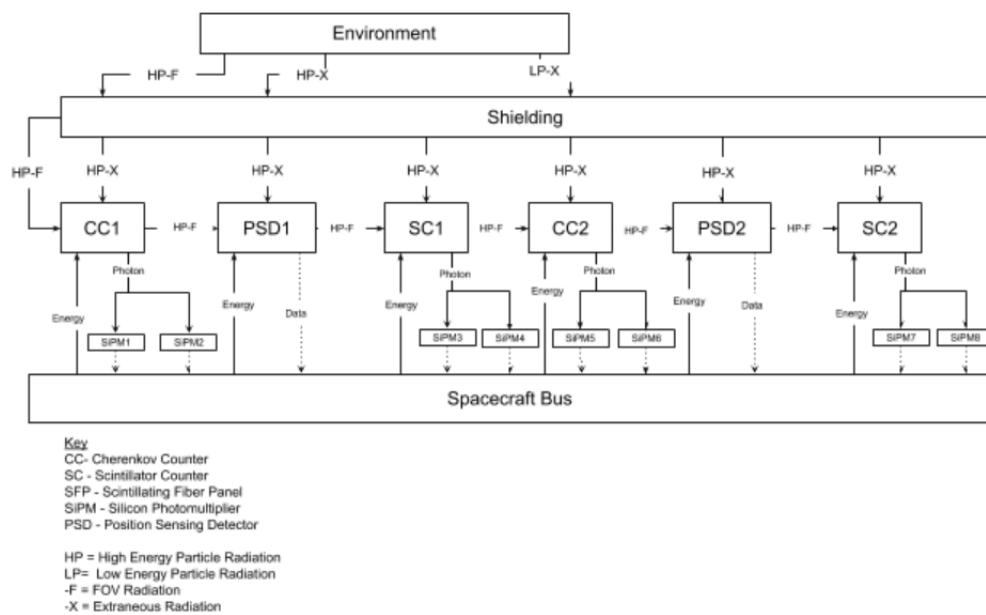 Environment
HP-F HP-X LP-X
Shielding
HP-F HP-X HP-X HP-X HP-X HP-X HP-X
CC1 HP-F PSD1 HP-F SC1 HP-F CC2 HP-F PSD2 HP-F SC2
Photon Photon Photon Photon
Energy Energy Data Energy Energy Energy Data Energy
SiPM1 SiPM2 SiPM3 SiPM4 SiPM5 SiPM6 SiPM7 SiPM8
Spacecraft Bus
Key
CC- Cherenkov Counter
SC - Scintillator Counter
SFP - Scintillating Fiber Panel
SiPM - Silicon Photomultiplier
PSD - Position Sensing Detector
HP = High Energy Particle Radiation
LP= Low Energy Particle Radiation
-F = FOV Radiation
-X = Extraneous Radiation